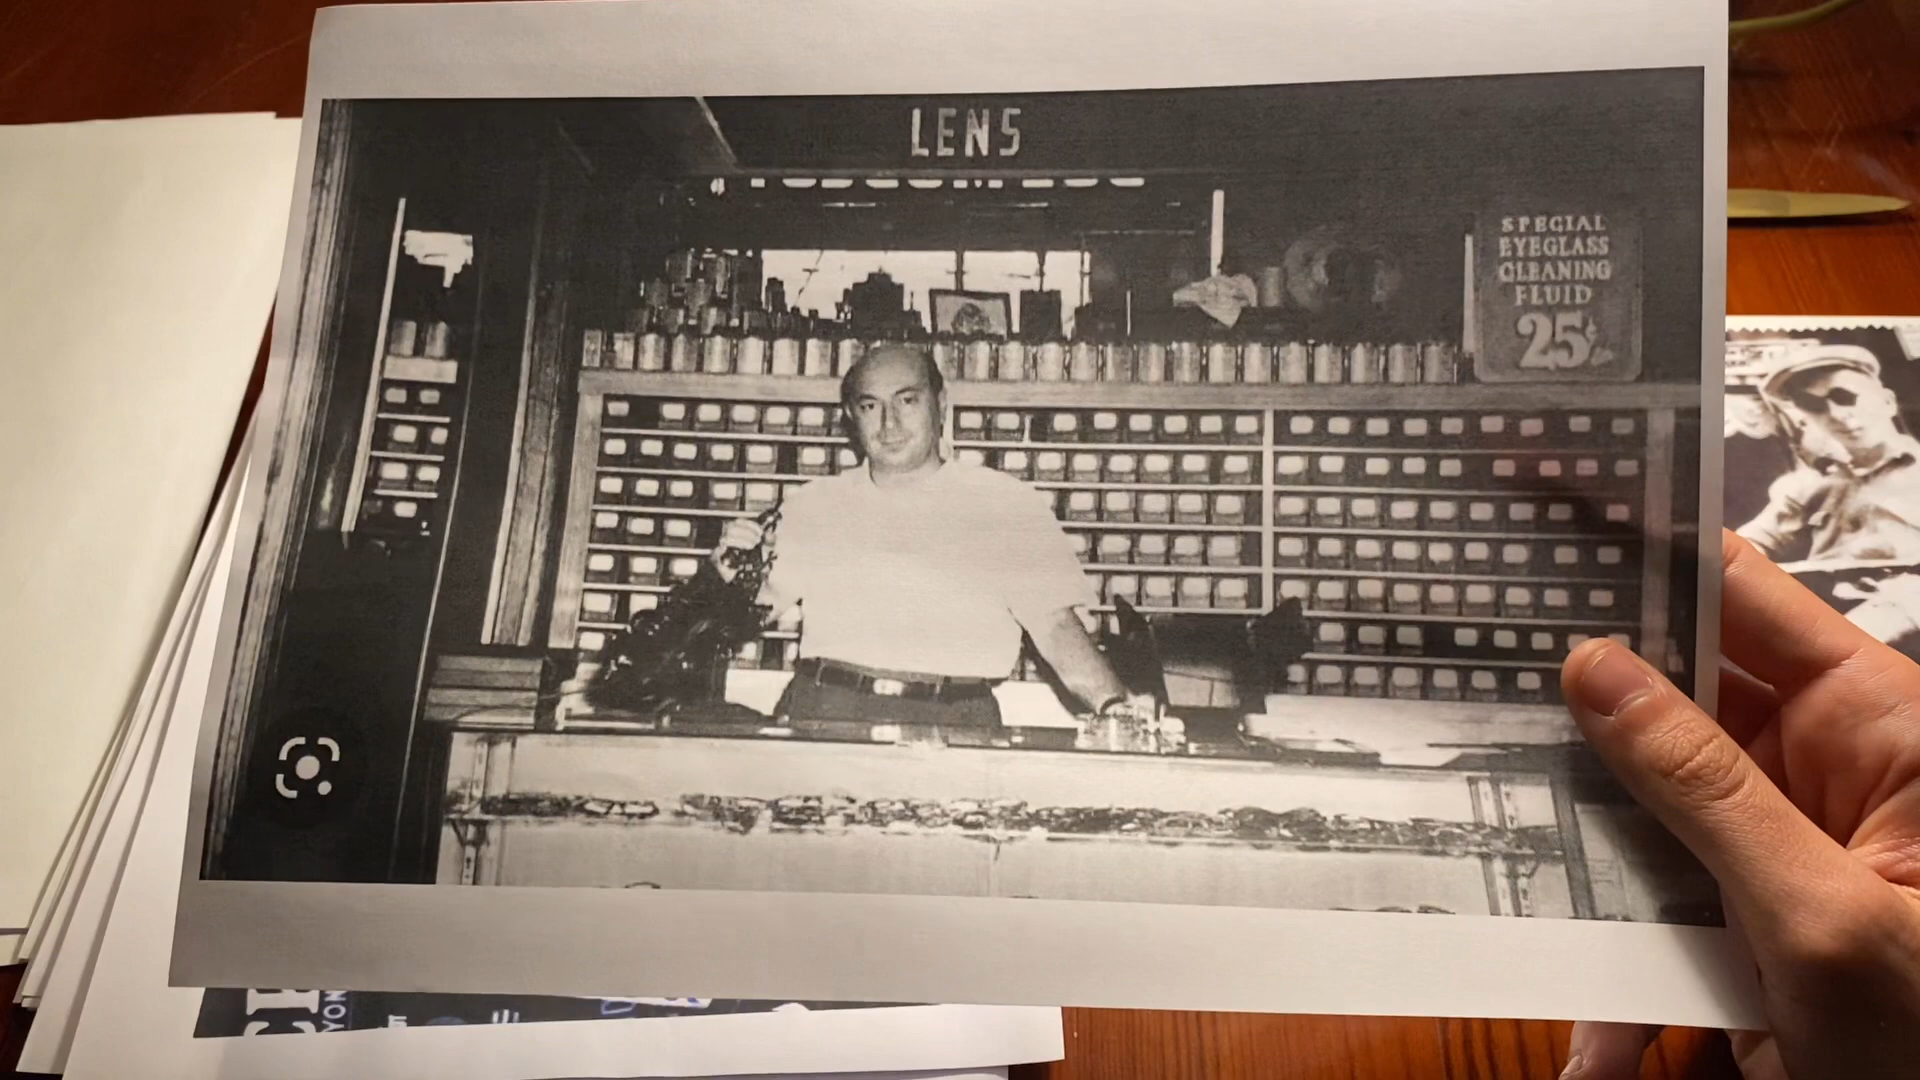 LENS
SPECIAL
EYEGLASS
CLEANING
FLUID
25¢